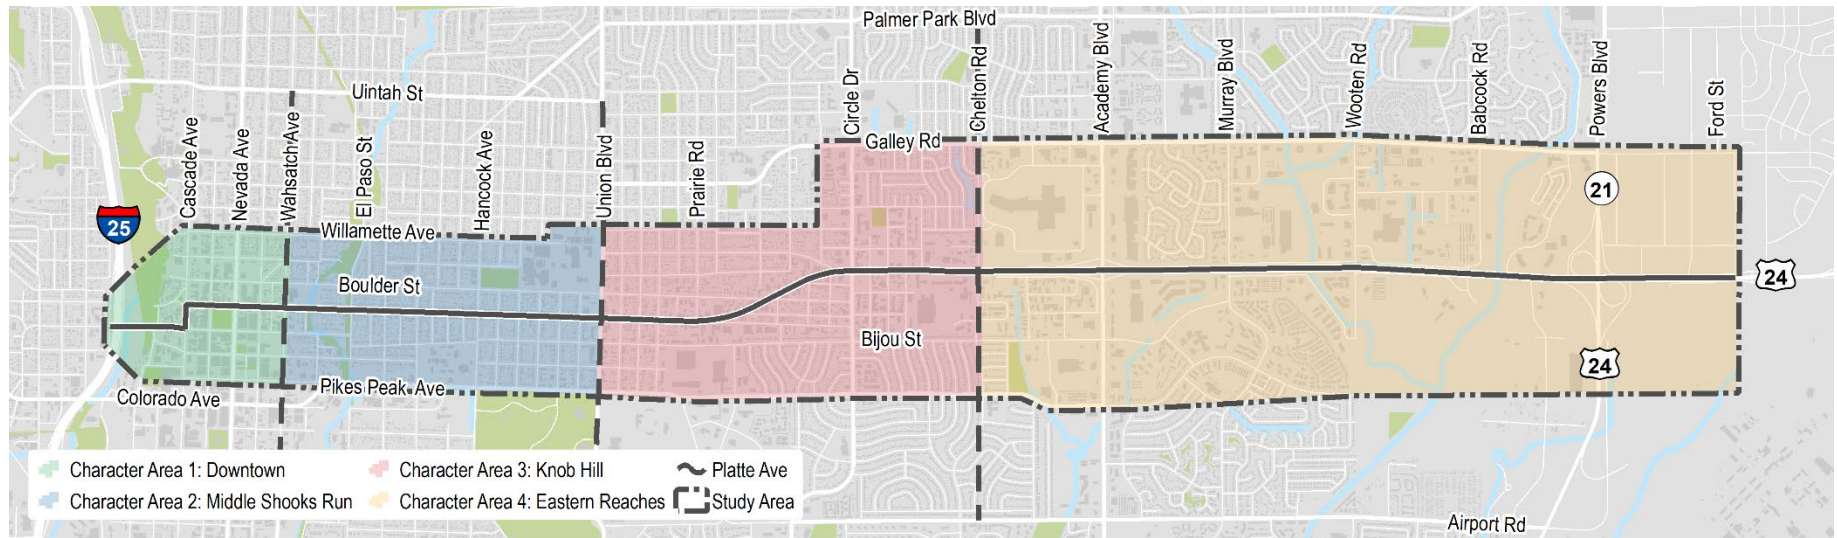 Palmer Park Blvd
Uintah St
Cascade Ave
Nevada Ave
Wahsatch Ave
El Paso St
Hancock Ave
Union Blvd
Prairie Rd
Circle Dr
Chelton Rd
Academy Blvd
Murray Blvd
Wooten Rd
Babcock Rd
Powers Blvd
Ford St
Galley Rd
21
25
Willamette Ave
Boulder St
24
Bijou St
24
Pikes Peak Ave
Colorado Ave
Character Area 1: Downtown
Character Area 2: Middle Shooks Run
Character Area 3: Knob Hill
Character Area 4: Eastern Reaches
Platte Ave
Study Area
Airport Rd